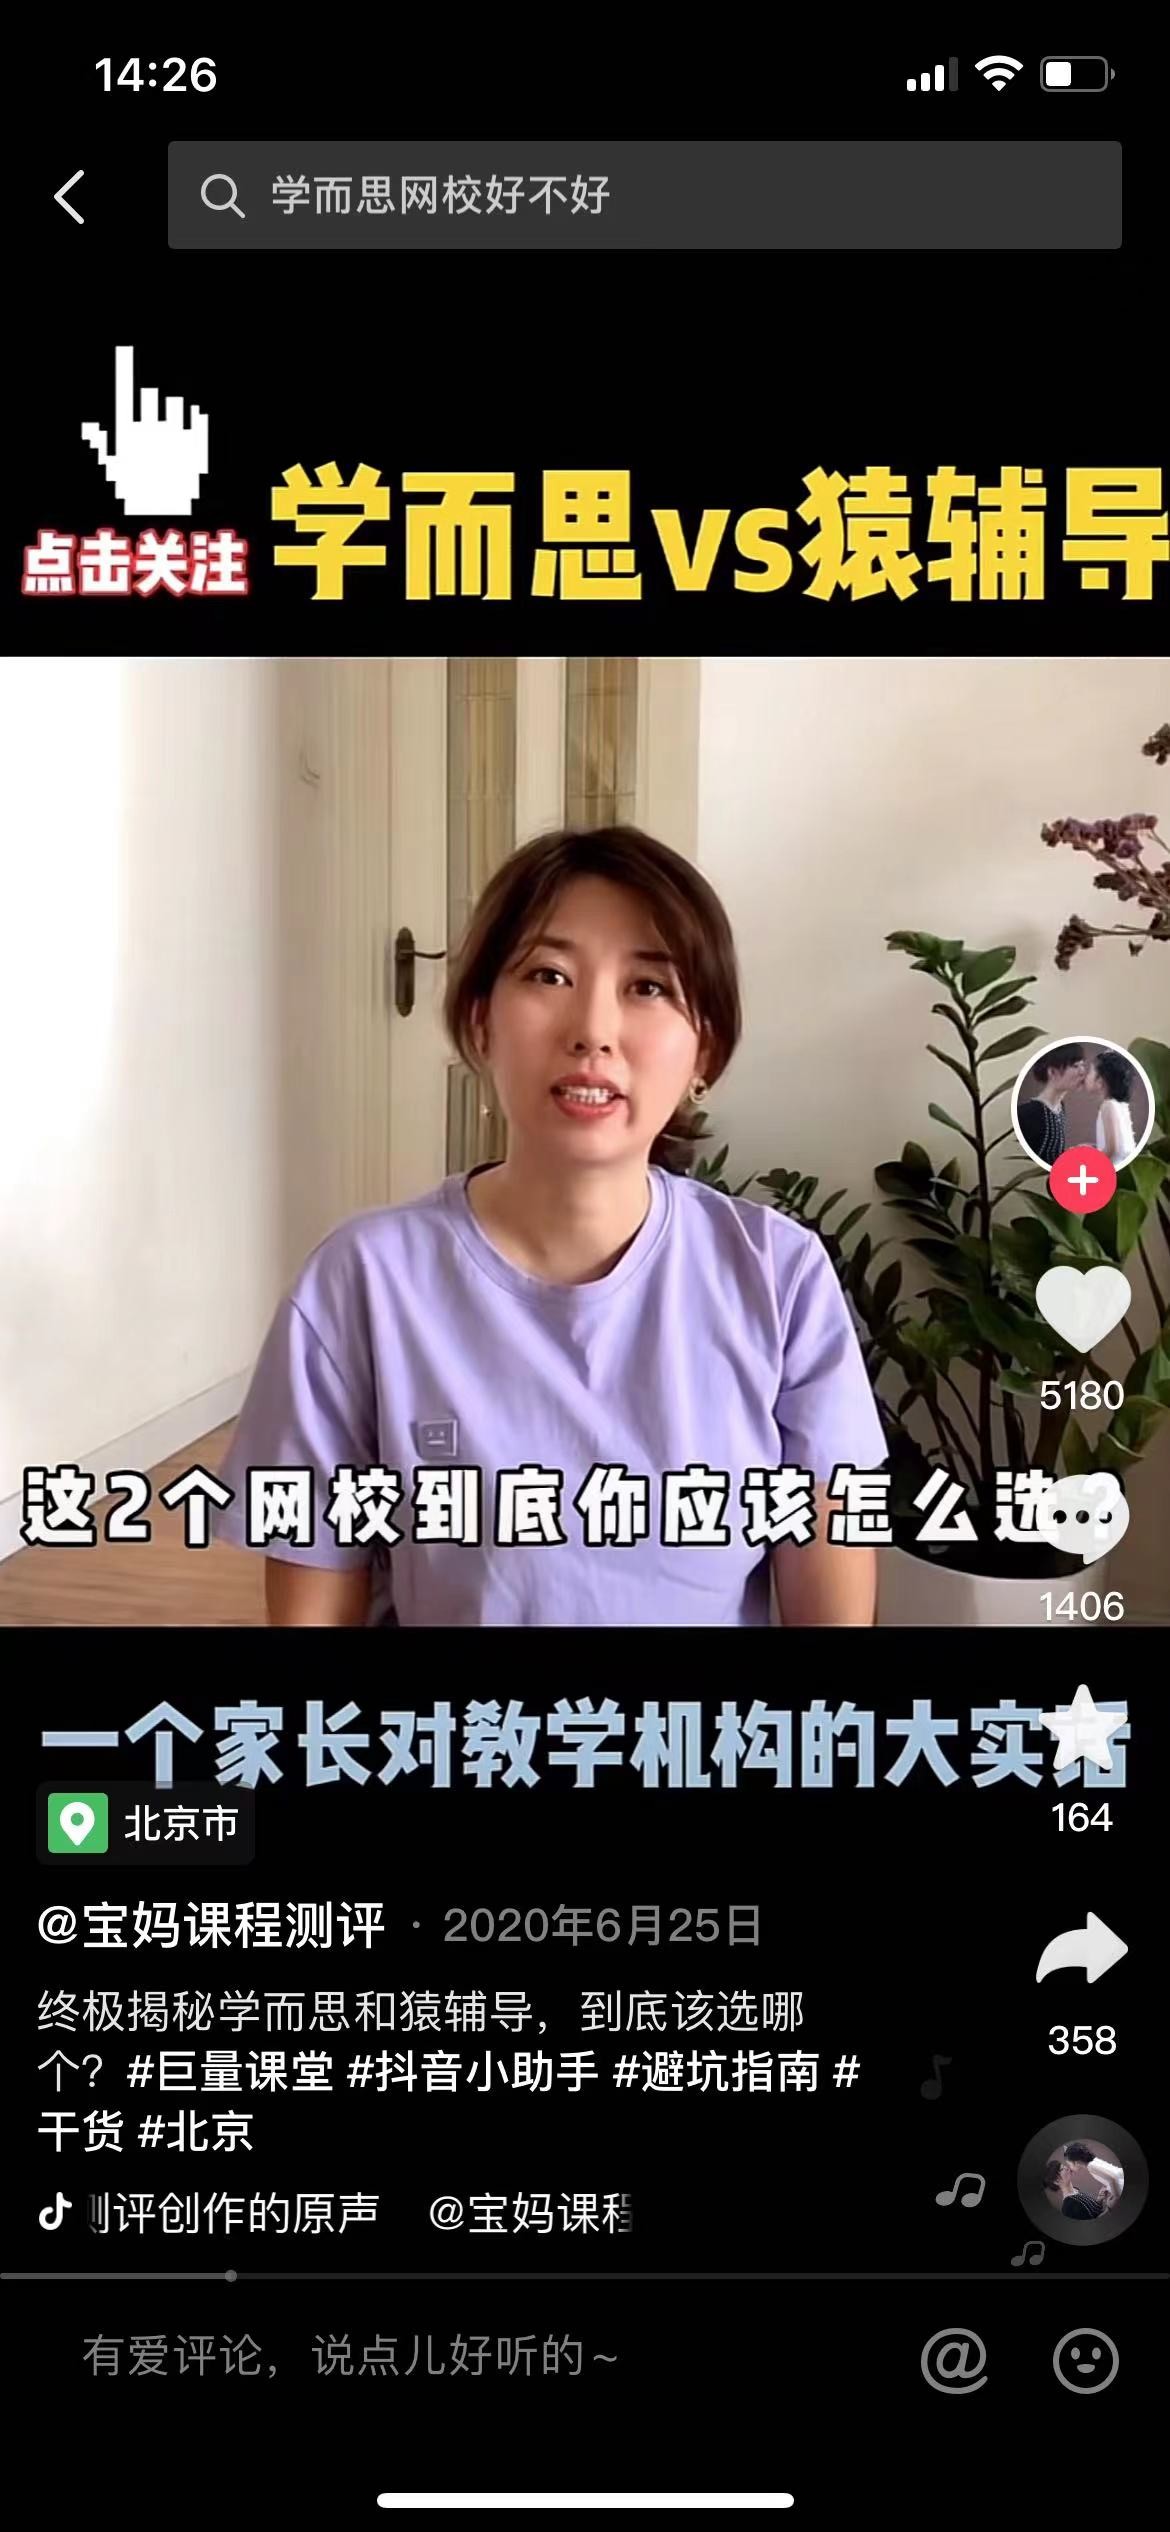 14:26
学而思网校好不好
点击关注
学而思vs猿辅导
5180
这2个网校到底你应该怎么选?
1406
一个家长对教学机构的大实话
北京市
164
@宝妈课程测评 · 2020年6月25日
终极揭秘学而思和猿辅导，到底该选哪
个？#巨量课堂 #抖音小助手 #避坑指南 #
干货 #北京
358
测评创作的原声 @宝妈课程
有爱评论，说点儿好听的~
@